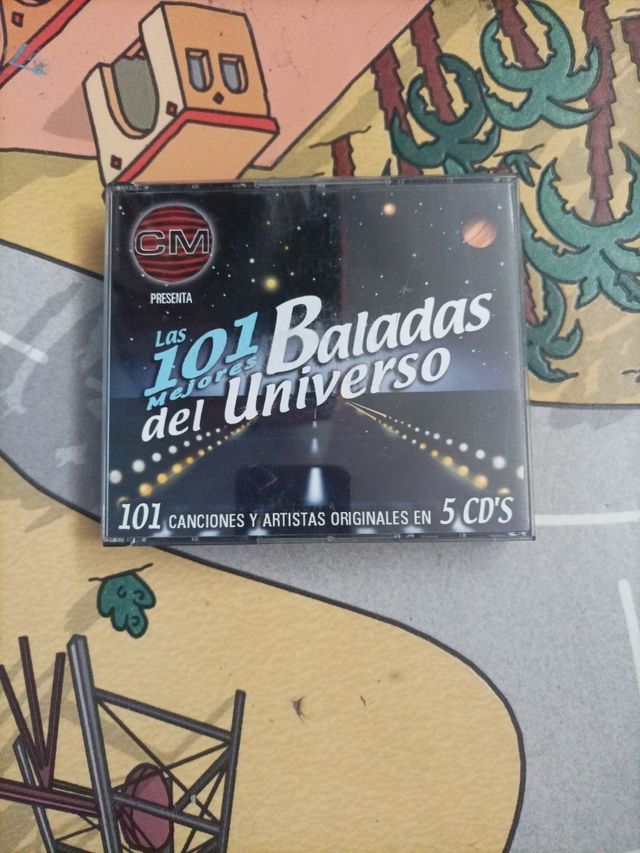 CM
PRESENTA
Las
101 Baladas
Mejores
del Universo
101 CANCIONES Y ARTISTAS ORIGINALES EN 5 CD'S